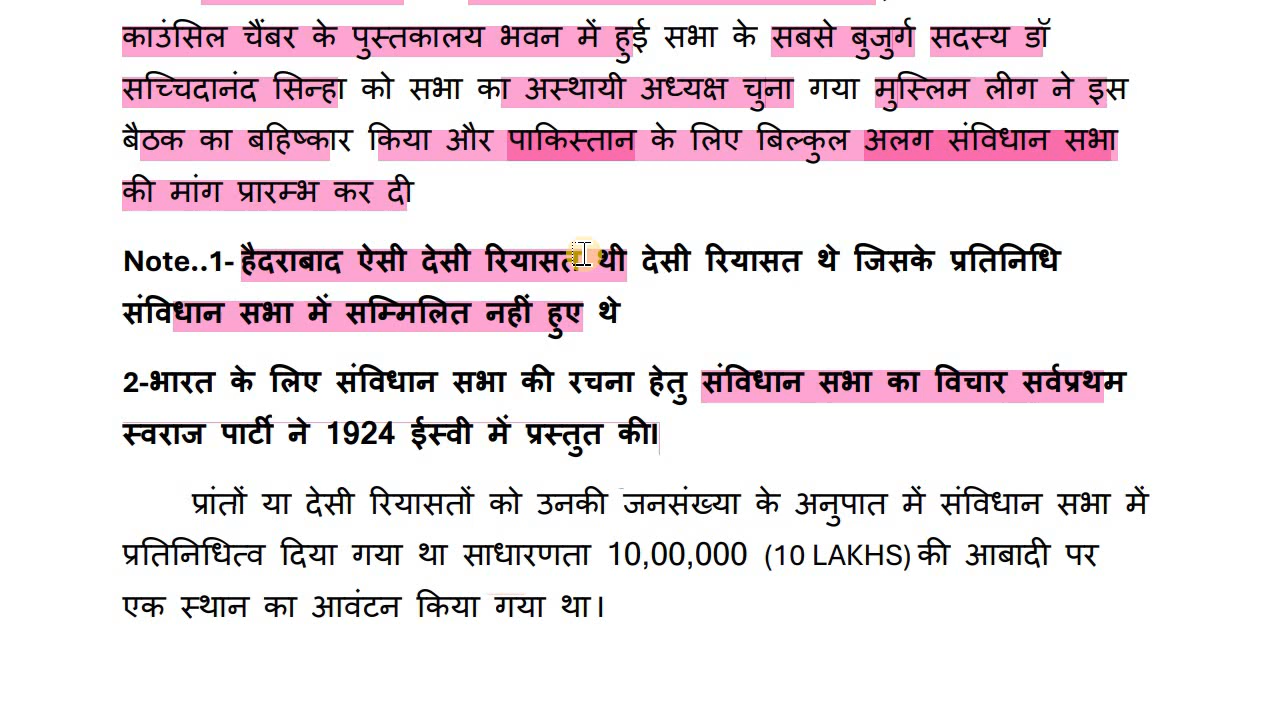 काउंसिल चैंबर के पुस्तकालय भवन में हुई सभा के सबसे बुजुर्ग सदस्य डॉ
सच्चिदानंद सिन्हा को सभा का अस्थायी अध्यक्ष चुना गया मुस्लिम लीग ने इस
बैठक का बहिष्कार किया और पाकिस्तान के लिए बिल्कुल अलग संविधान सभा
की मांग प्रारम्भ कर दी
Note..1- हैदराबाद ऐसी देसी रियासत थी देसी रियासत थे जिसके प्रतिनिधि
संविधान सभा में सम्मिलित नहीं हुए थे
2-भारत के लिए संविधान सभा की रचना हेतु संविधान सभा का विचार सर्वप्रथम
स्वराज पार्टी ने 1924 ईस्वी में प्रस्तुत की।
प्रांतों या देसी रियासतों को उनकी जनसंख्या के अनुपात में संविधान सभा में
प्रतिनिधित्व दिया गया था साधारणता 10,00,000 (10 LAKHS) की आबादी पर
एक स्थान का आवंटन किया गया था।